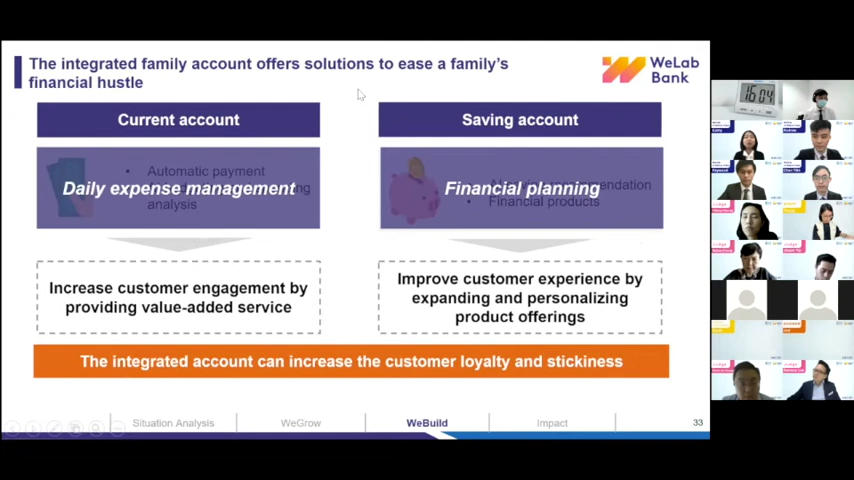 The integrated family account offers solutions to ease a family's
financial hustle
WeLab
Bank
Current account
Saving account
• Automatic payment
Daily expense management
analysis
Financial planning
• Financial products
Increase customer engagement by
providing value-added service
Improve customer experience by
expanding and personalizing
product offerings
The integrated account can increase the customer loyalty and stickiness
Situation Analysis
WeGrow
WeBuild
Impact
33
1604